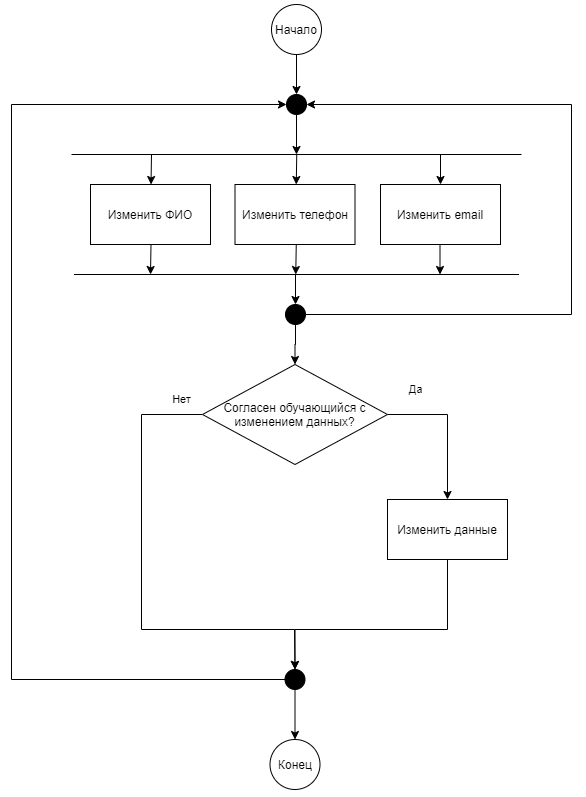 Начало
Изменить ФИО
Изменить телефон
Изменить email
Нет
Да
Согласен обучающийся с
изменением данных?
Изменить данные
Конец